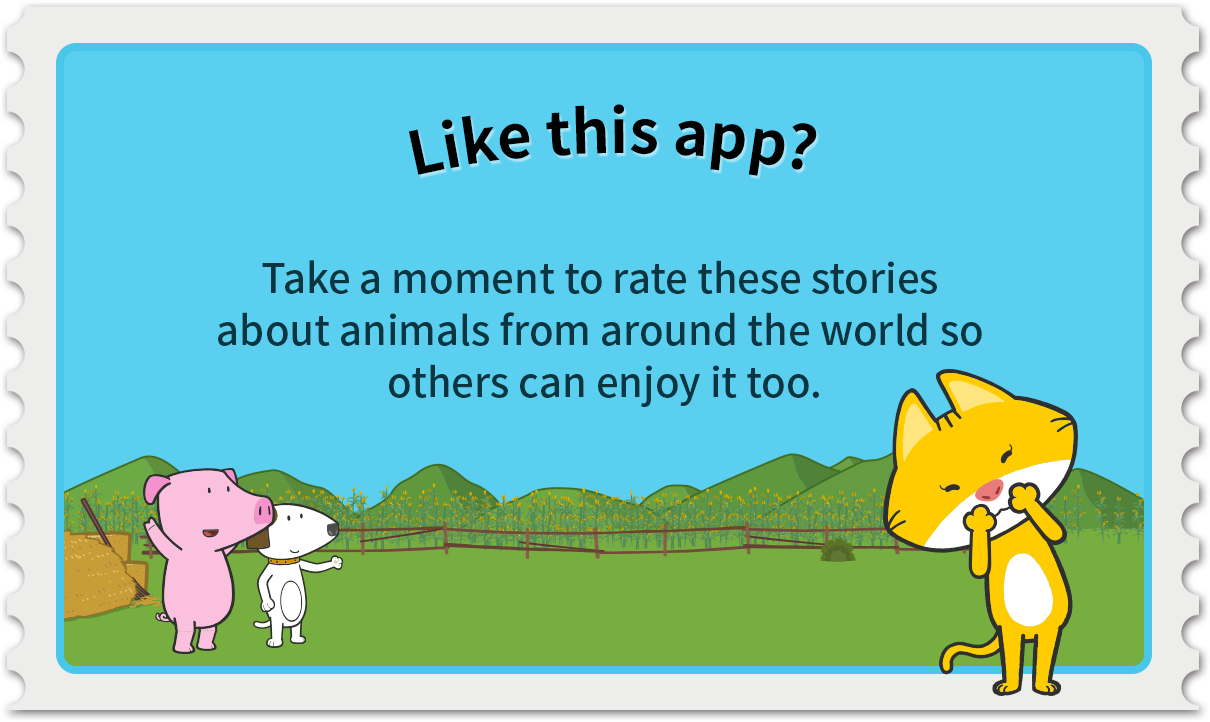 Like this app?
Take a moment to rate these stories
about animals from around the world so
others can enjoy it too.